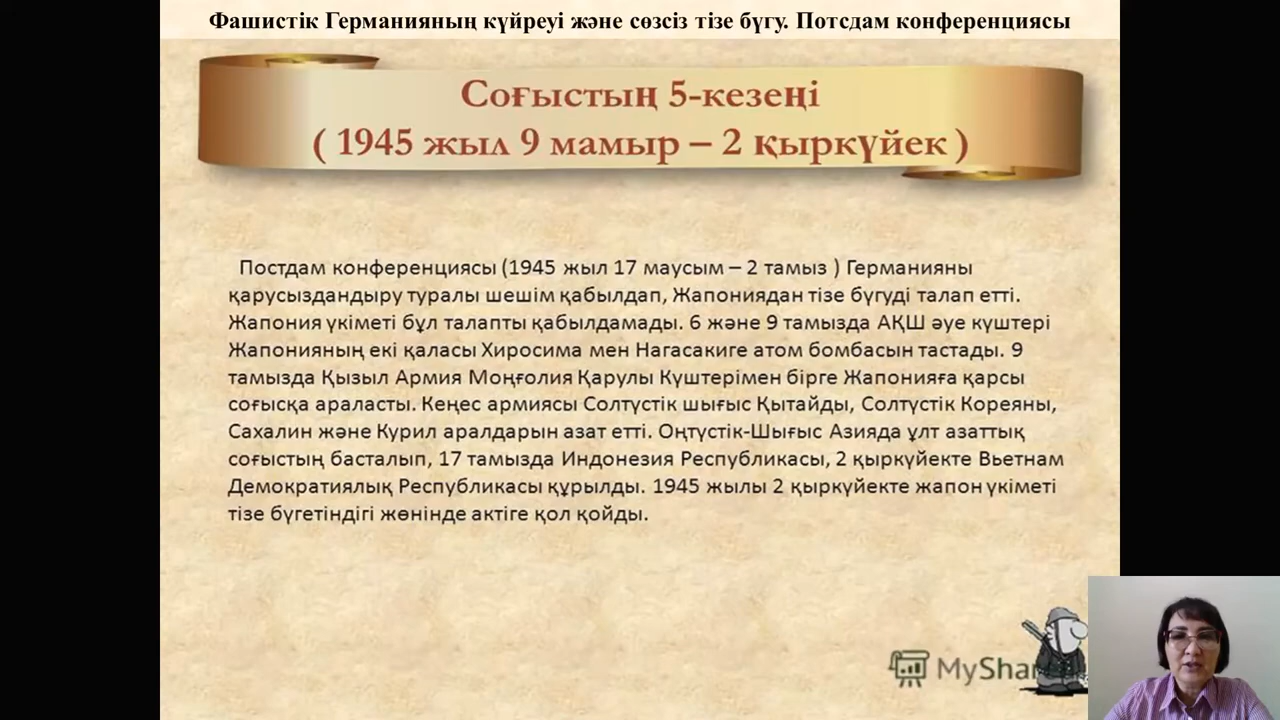 Фашистік Германияның күйреуі және сөзсіз тізе бүгу. Потсдам конференциясы
Соғыстың 5-кезеңі
( 1945 жыл 9 мамыр – 2 қыркүйек )
Постдам конференциясы (1945 жыл 17 маусым – 2 тамыз ) Германияны
қарусыздандыру туралы шешім қабылдап, Жапониядан тізе бүгуді талап етті.
Жапония үкіметі бұл талапты қабылдамады. 6 және 9 тамызда АҚШ әуе күштері
Жапонияның екі қаласы Хиросима мен Нагасакиге атом бомбасын тастады. 9
тамызда Қызыл Армия Моңғолия Қарулы Күштерімен бірге Жапонияға қарсы
соғысқа араласты. Кеңес армиясы Солтүстік шығыс Қытайды, Солтүстік Кореяны,
Сахалин және Курил аралдарын азат етті. Оңтүстік-Шығыс Азияда ұлт азаттық
соғыстың басталып, 17 тамызда Индонезия Республикасы, 2 қыркүйекте Вьетнам
Демократиялық Республикасы құрылды. 1945 жылы 2 қыркүйекте жапон үкіметі
тізе бүгетіндігі жөнінде актіге қол қойды.
MyShar